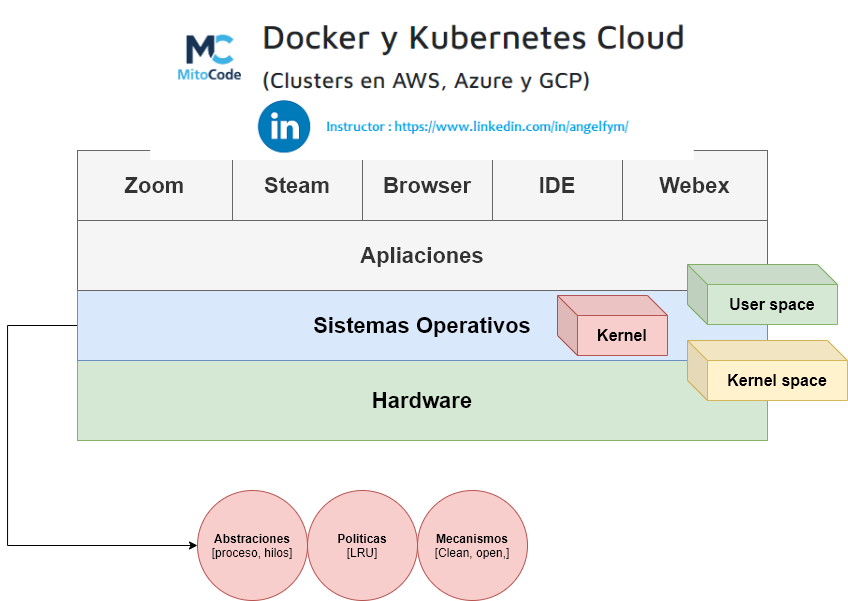 Docker y Kubernetes Cloud
MC
MitoCode
(Clusters en AWS, Azure y GCP)
in
Instructor : https://www.linkedin.com/in/angelfym/
Zoom
Steam
Browser
IDE
Webex
Apliaciones
User space
Sistemas Operativos
Kernel
Kernel space
Hardware
Abstraciones
[proceso, hilos]
Politicas
[LRU]
Mecanismos
[Clean, open,]